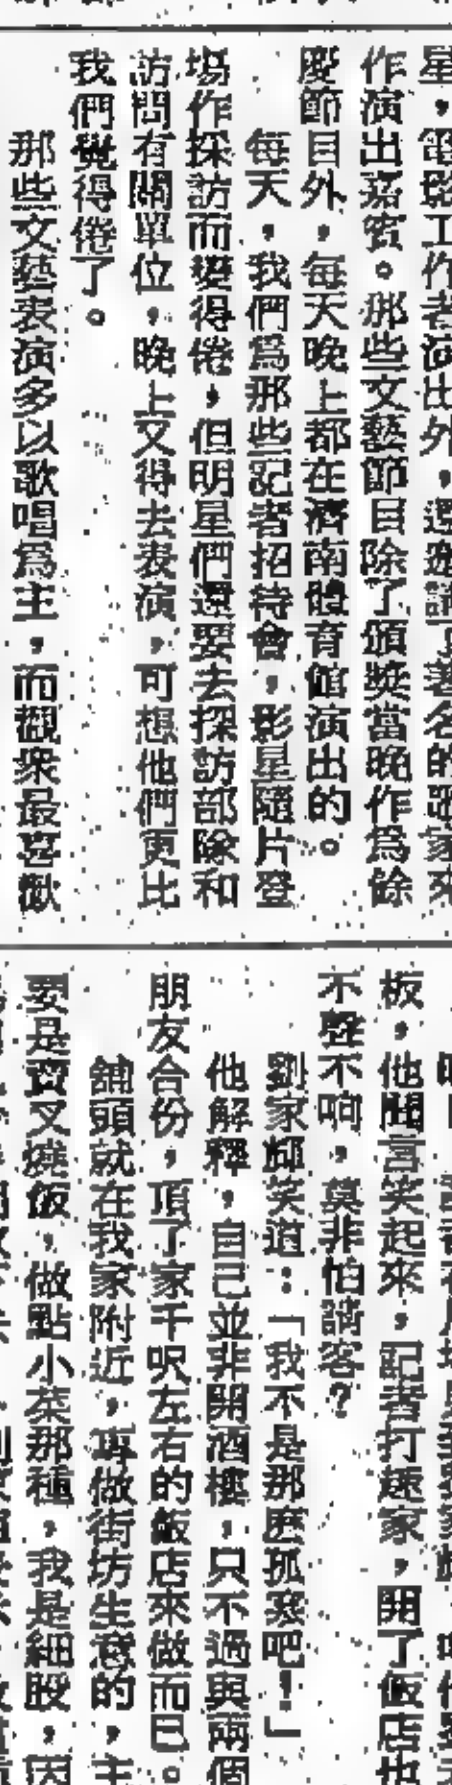 星，電影工作者演出外，還邀請了著名的歌家來
作演出嘉賓。那些文藝節目除了頒獎當晚作爲餘
慶節目外，每天晚上都在濟南體育館演出的。
每天，我們爲那些記者招待會，影星隨片登
場作採訪而變得倦，但明星們還要去探訪部隊和
訪問有關單位，晚上又得去表演，可想他們更比
我們覺得倦了。
那些文藝表演多以歌唱爲主，而觀衆最喜歡
板，他聞言笑起來，記者打趣家，開了飯店也
不聲不响，莫非怕請客？
劉家輝笑道：「我不是那麽孤寒吧！」
他解釋，自己並非開酒樓，只不過與兩個
朋友合份，頂了家千呎左右的飯店來做而已。
舖頭就在我家附近，專做街坊生意的，主
要是賣叉燒飯，做點小菜那種，我是細股，因